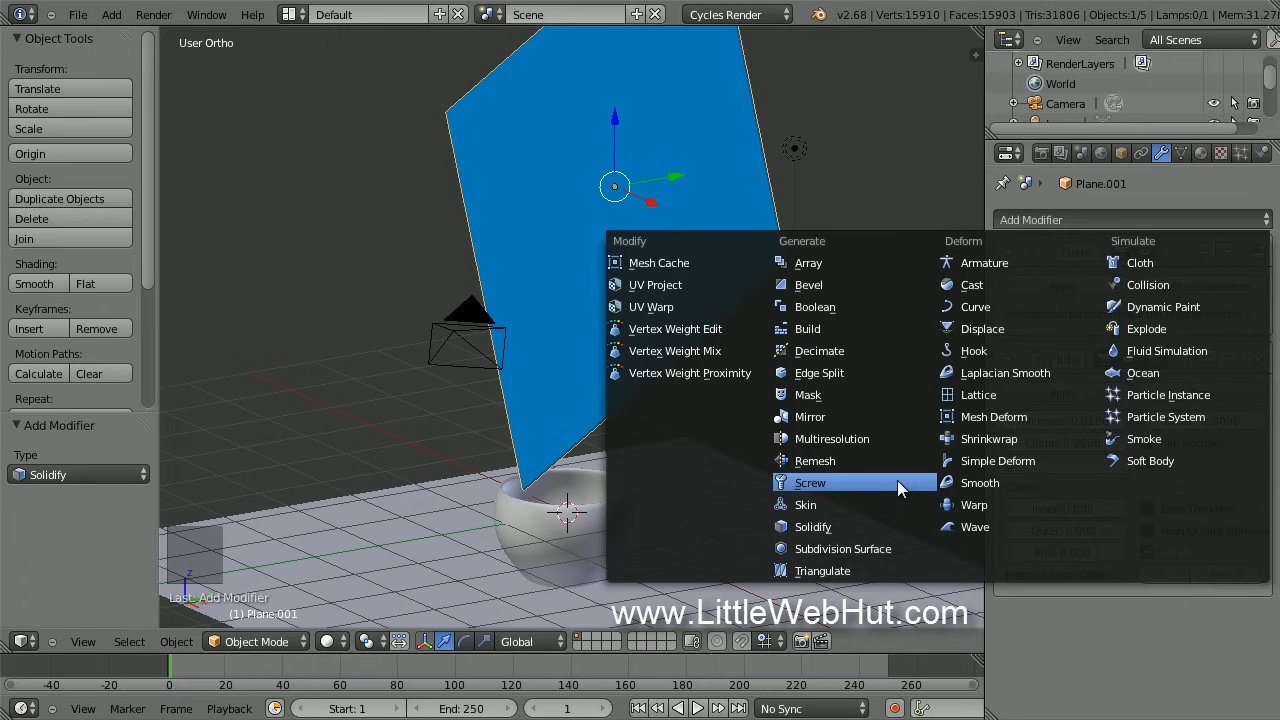 File Add Render Window Help Default Scene Cycles Render v2.68 | Verts:15910 | Faces:15903 | Tris:31806 | Objects:1/5 | Lamps:0/1 | Mem:31.27
Object Tools
Transform:
Translate
Rotate
Scale
Origin
Object:
Duplicate Objects
Delete
Join
Shading:
Smooth Flat
Keyframes:
Insert Remove
Motion Paths:
Calculate Clear
Repeat:
Add Modifier
Type
Solidify
User Ortho
View Search All Scenes
RenderLayers
World
Camera
Plane.001
Add Modifier
Modify
Mesh Cache
UV Project
UV Warp
Vertex Weight Edit
Vertex Weight Mix
Vertex Weight Proximity
Generate
Array
Bevel
Boolean
Build
Decimate
Edge Split
Mask
Mirror
Multiresolution
Remesh
Screw
Skin
Solidify
Subdivision Surface
Triangulate
Deform
Armature
Cast
Curve
Displace
Hook
Laplacian Smooth
Lattice
Mesh Deform
Shrinkwrap
Simple Deform
Smooth
Warp
Wave
Simulate
Cloth
Collision
Dynamic Paint
Explode
Fluid Simulation
Ocean
Particle Instance
Particle System
Smoke
Soft Body
z
Last: Add Modifier
(1) Plane.001
www.LittleWebHut.com
View Select Object Object Mode Global
-40 -20 0 20 40 60 80 100 120 140 160 180 200 220 240 260
View Marker Frame Playback Start: 1 End: 250 1 No Sync